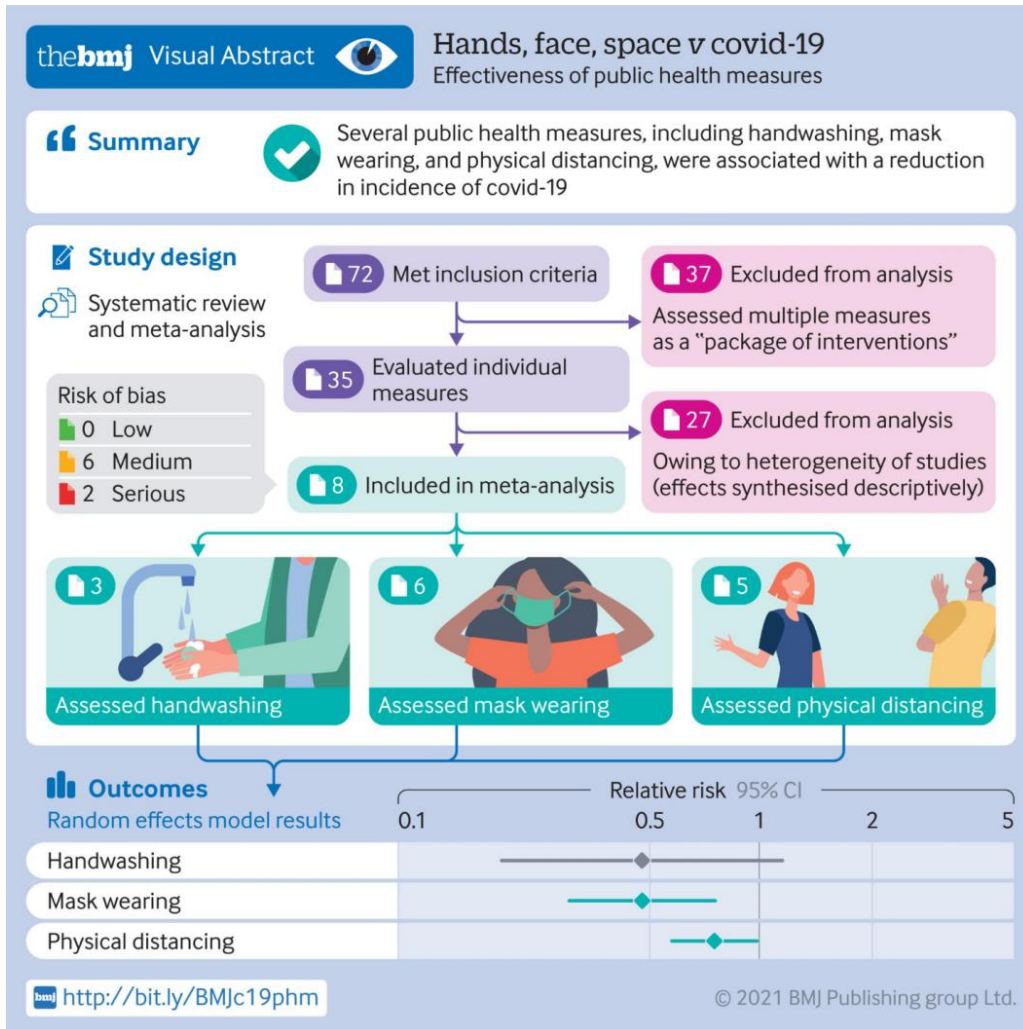 thebmj Visual Abstract
Hands, face, space v covid-19
Effectiveness of public health measures
Summary
Several public health measures, including handwashing, mask
wearing, and physical distancing, were associated with a reduction
in incidence of covid-19
Study design
Systematic review
and meta-analysis
72 Met inclusion criteria
37 Excluded from analysis
Assessed multiple measures
as a “package of interventions”
35 Evaluated individual
measures
27 Excluded from analysis
Owing to heterogeneity of studies
(effects synthesised descriptively)
Risk of bias
0 Low
6 Medium
2 Serious
8 Included in meta-analysis
3
Assessed handwashing
6
Assessed mask wearing
5
Assessed physical distancing
Outcomes
Random effects model results
Relative risk 95% CI
0.1 0.5 1 2 5
Handwashing
Mask wearing
Physical distancing
bmj http://bit.ly/BMJc19phm
© 2021 BMJ Publishing group Ltd.